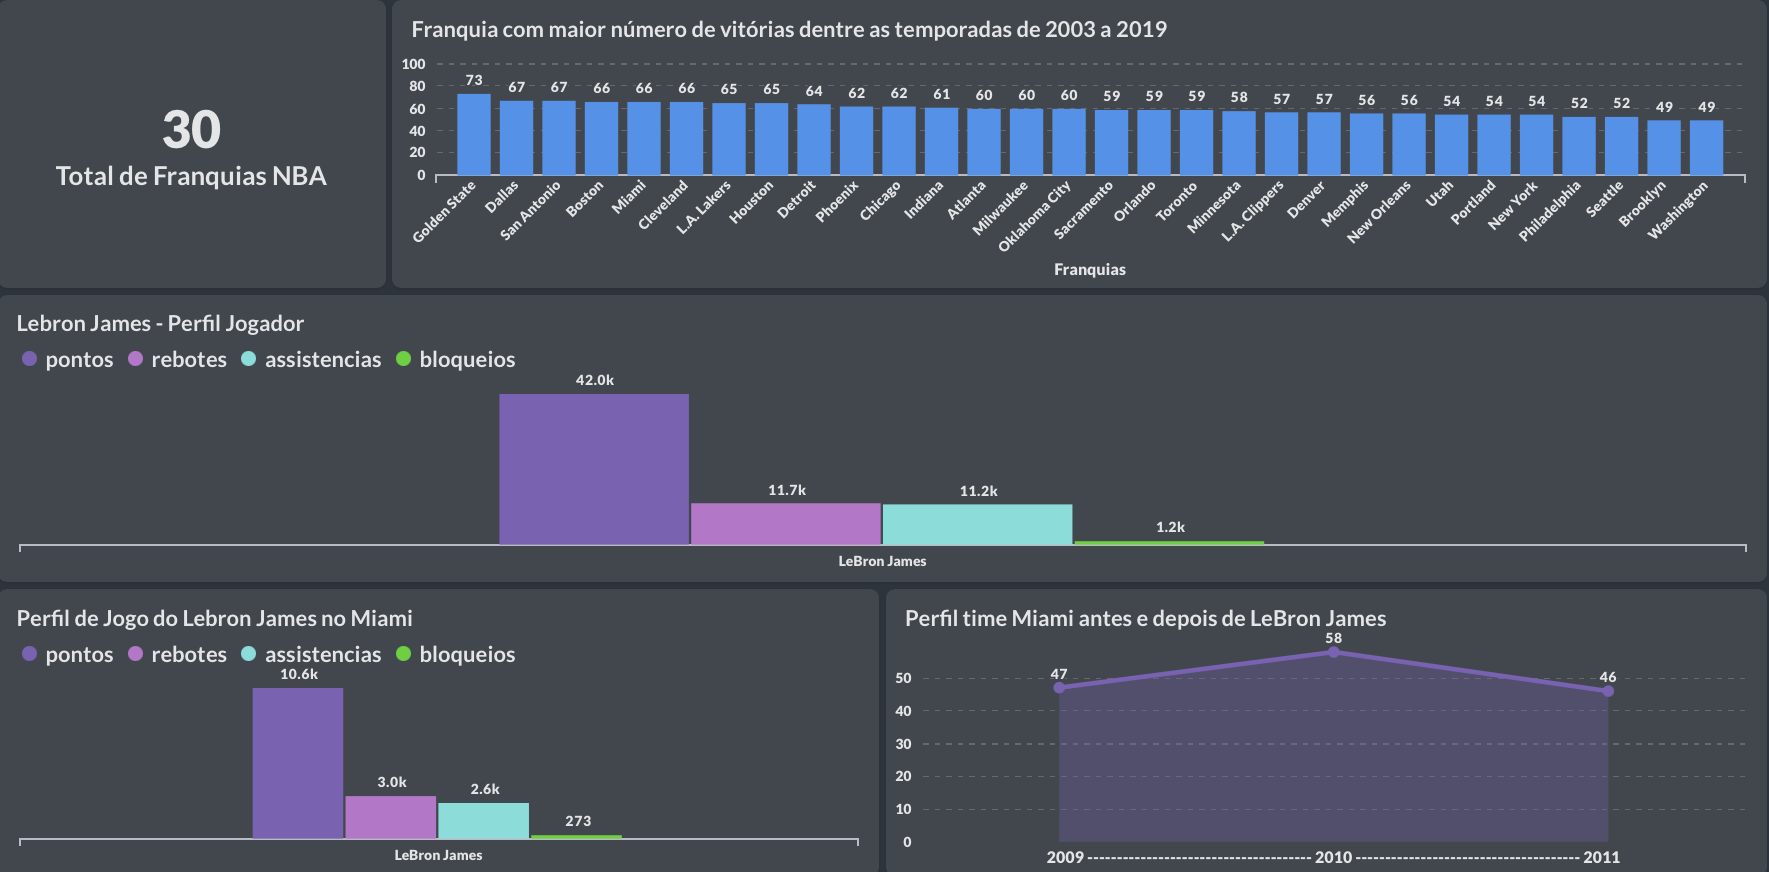 30
Total de Franquias NBA
Franquia com maior número de vitórias dentre as temporadas de 2003 a 2019
100
80
60
40
20
0
73 67 67 66 66 66 65 65 64 62 62 61 60 60 60 59 59 59 58 57 57 56 56 54 54 54 52 52 49 49
Golden State Dallas San Antonio Boston Miami Cleveland L.A. Lakers Houston Detroit Phoenix Chicago Indiana Atlanta Milwaukee Oklahoma City Sacramento Orlando Toronto Minnesota L.A. Clippers Denver Memphis New Orleans Utah Portland New York Philadelphia Seattle Brooklyn Washington
Franquias
Lebron James - Perfil Jogador
pontos rebotes assistencias bloqueios
42.0k
11.7k
11.2k
1.2k
LeBron James
Perfil de Jogo do Lebron James no Miami
pontos rebotes assistencias bloqueios
10.6k
3.0k
2.6k
273
LeBron James
Perfil time Miami antes e depois de LeBron James
58
47
46
50
40
30
20
10
0
2009 2010 2011